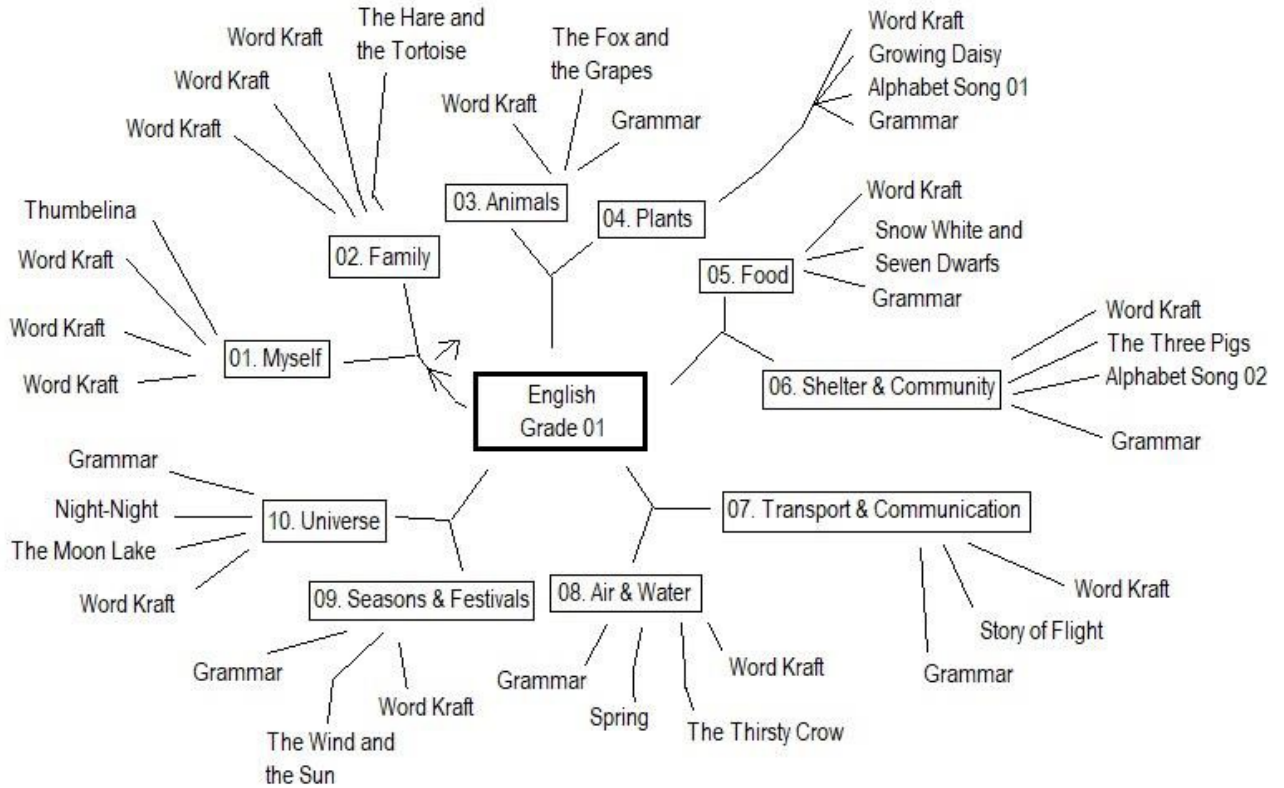 English
Grade 01
01. Myself
Thumbelina
Word Kraft
Word Kraft
Word Kraft
02. Family
Word Kraft
Word Kraft
Word Kraft
The Hare and
the Tortoise
03. Animals
Word Kraft
The Fox and
the Grapes
Grammar
04. Plants
Word Kraft
Growing Daisy
Alphabet Song 01
Grammar
05. Food
Word Kraft
Snow White and
Seven Dwarfs
Grammar
06. Shelter & Community
Word Kraft
The Three Pigs
Alphabet Song 02
Grammar
07. Transport & Communication
Word Kraft
Story of Flight
Grammar
08. Air & Water
Word Kraft
The Thirsty Crow
Spring
Grammar
09. Seasons & Festivals
Word Kraft
The Wind and
the Sun
Grammar
10. Universe
Grammar
Night-Night
The Moon Lake
Word Kraft